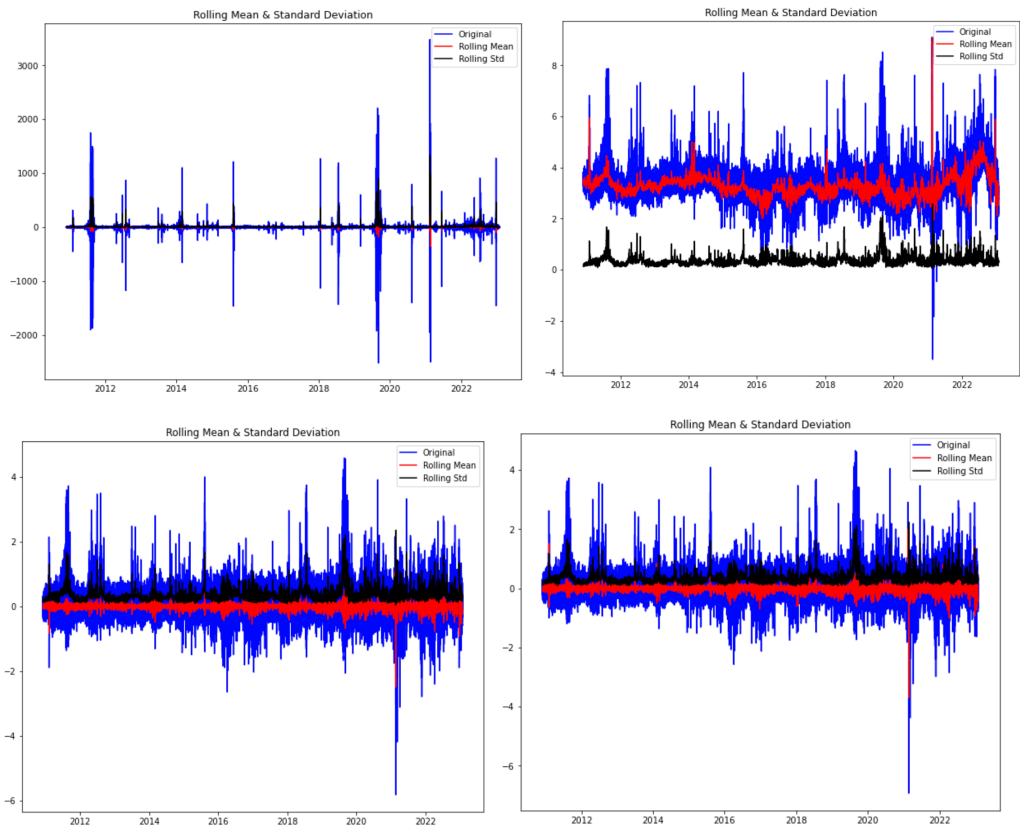 Rolling Mean & Standard Deviation
Original
Rolling Mean
Rolling Std
3000
2000
1000
0
−1000
−2000
2012 2014 2016 2018 2020 2022
Rolling Mean & Standard Deviation
Original
Rolling Mean
Rolling Std
8
6
4
2
0
−2
−4
2012 2014 2016 2018 2020 2022
Rolling Mean & Standard Deviation
Original
Rolling Mean
Rolling Std
4
2
0
−2
−4
−6
2012 2014 2016 2018 2020 2022
Rolling Mean & Standard Deviation
Original
Rolling Mean
Rolling Std
4
2
0
−2
−4
−6
2012 2014 2016 2018 2020 2022